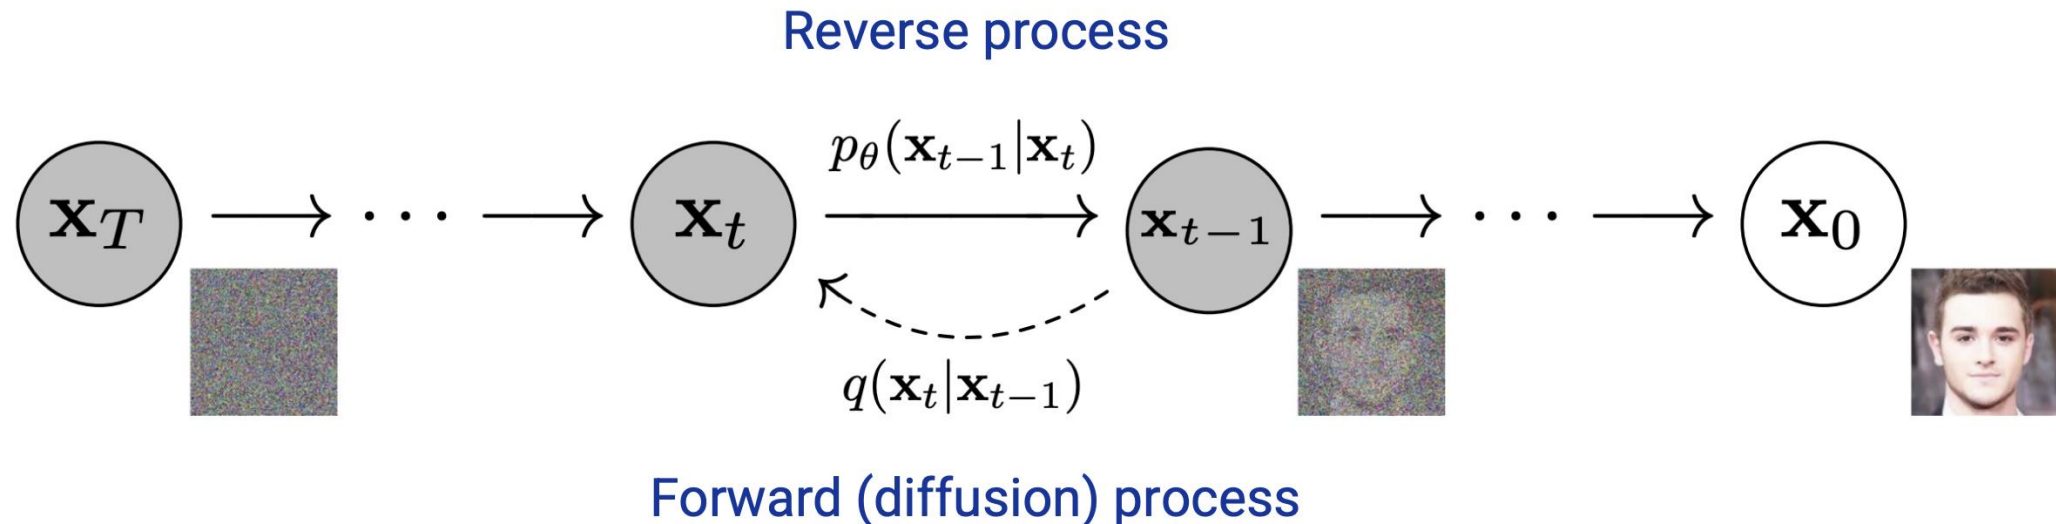 Reverse process
p_θ(x_{t−1}|x_t)
x_T → ··· → x_t → x_{t−1} → ··· → x_0
q(x_t|x_{t−1})
Forward (diffusion) process